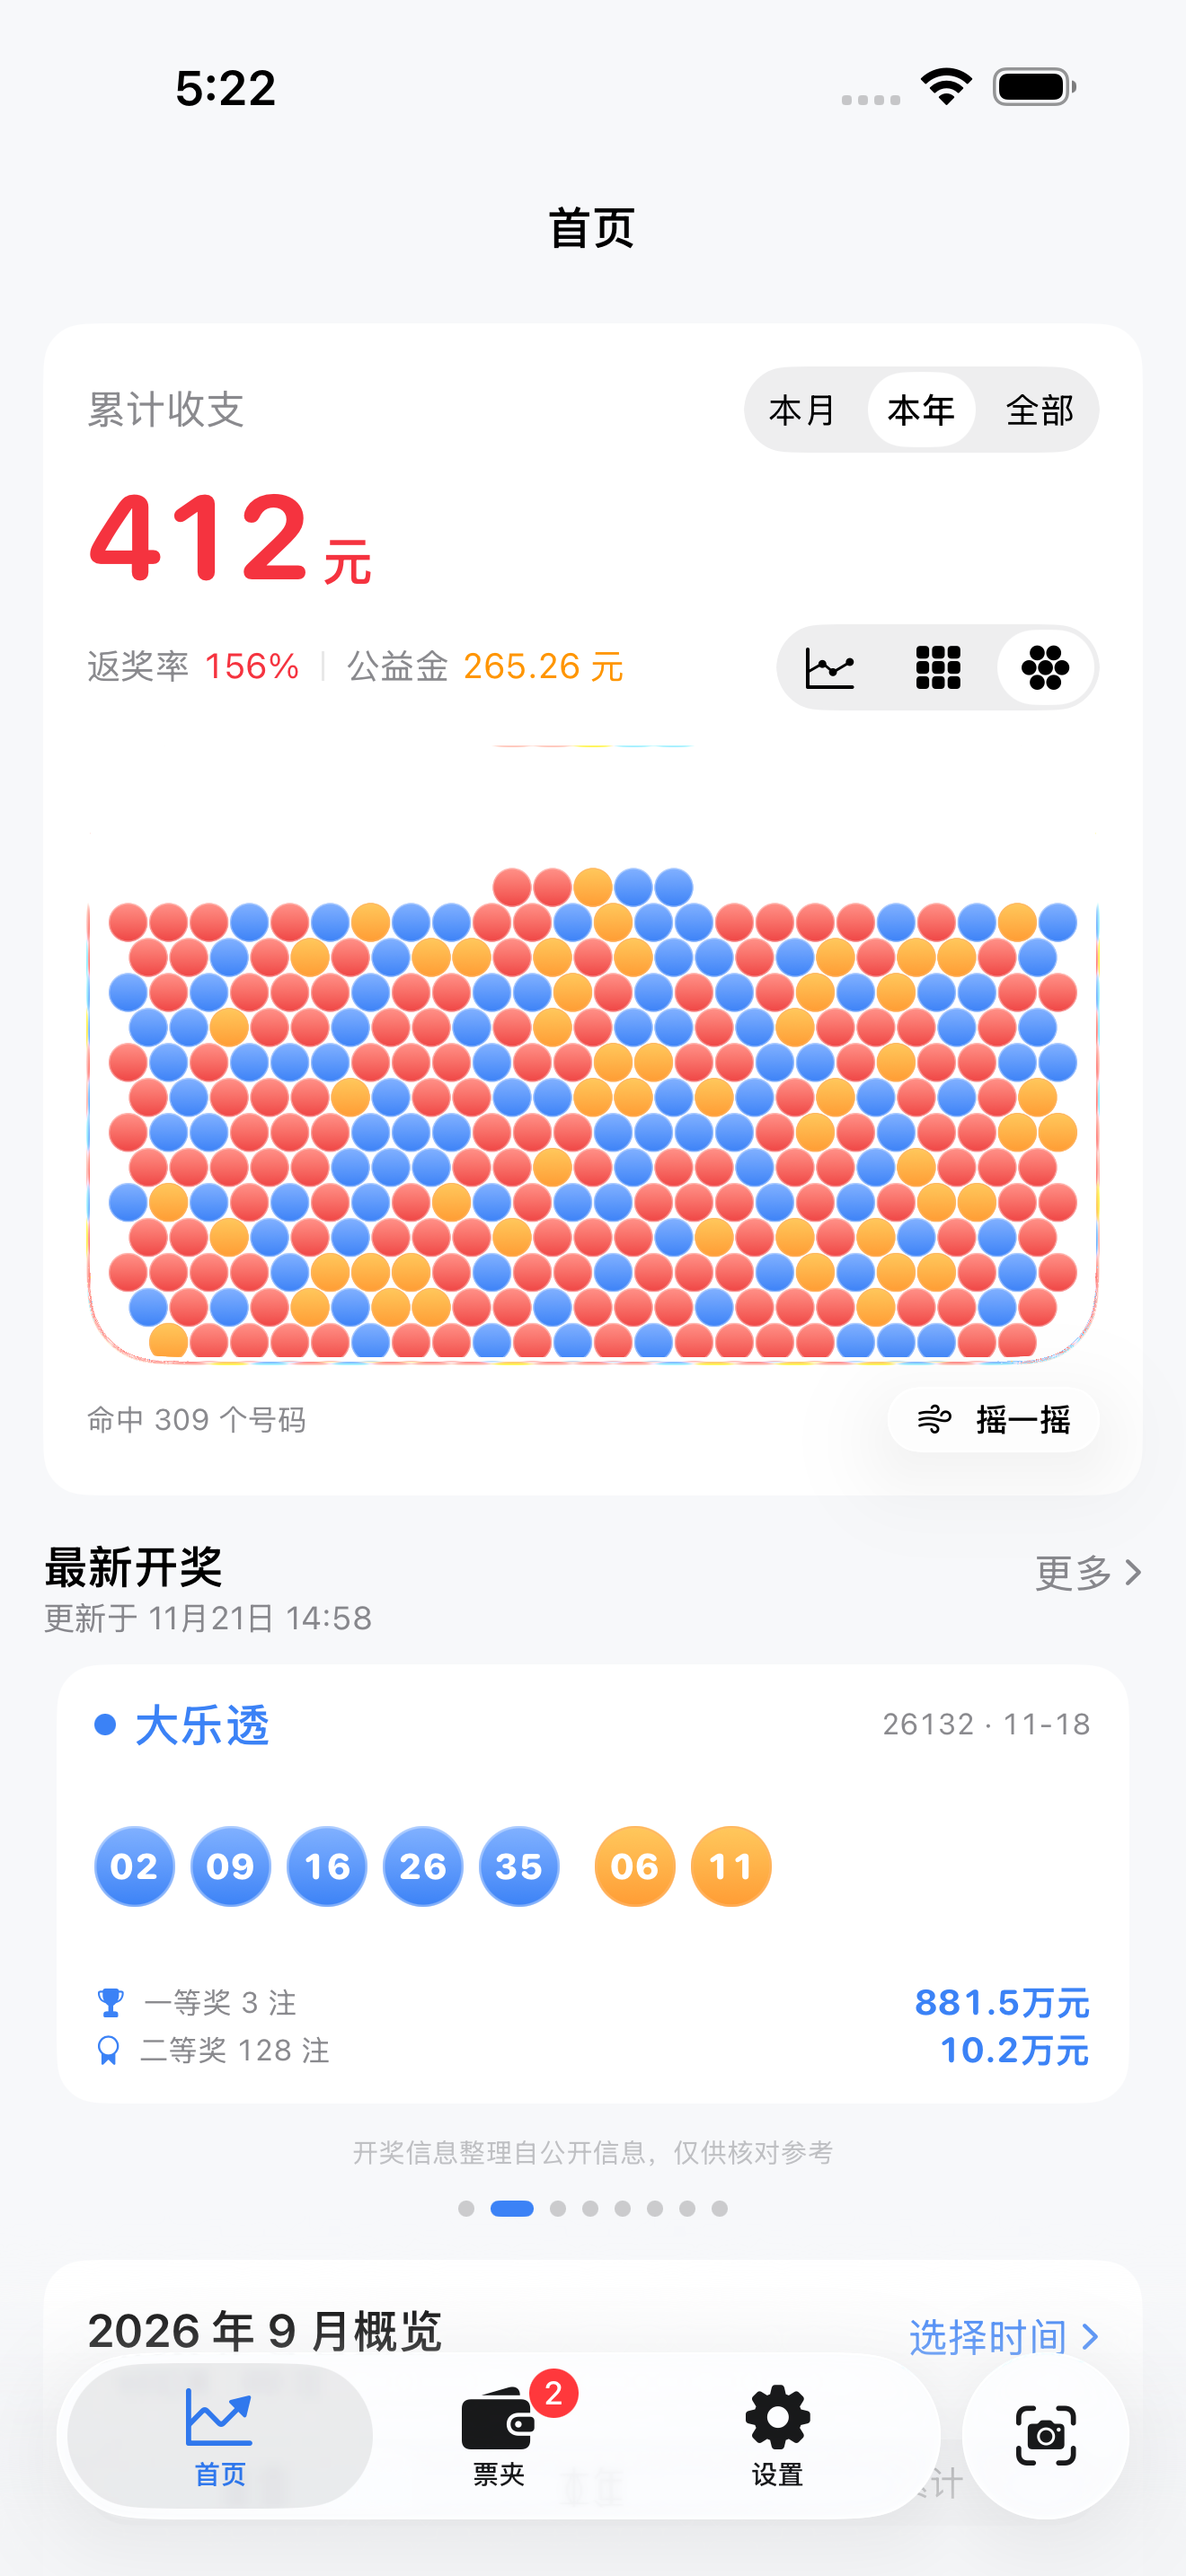 5:22
首页
累计收支
本月 本年 全部
412 元
返奖率 156% 公益金 265.26 元
命中 309 个号码
摇一摇
最新开奖
更多
更新于 11月21日 14:58
大乐透
26132 · 11-18
02 09 16 26 35 06 11
一等奖 3 注
881.5万元
二等奖 128 注
10.2万元
开奖信息整理自公开信息，仅供核对参考
2026 年 9 月概览
选择时间
2
首页
票夹
设置
计